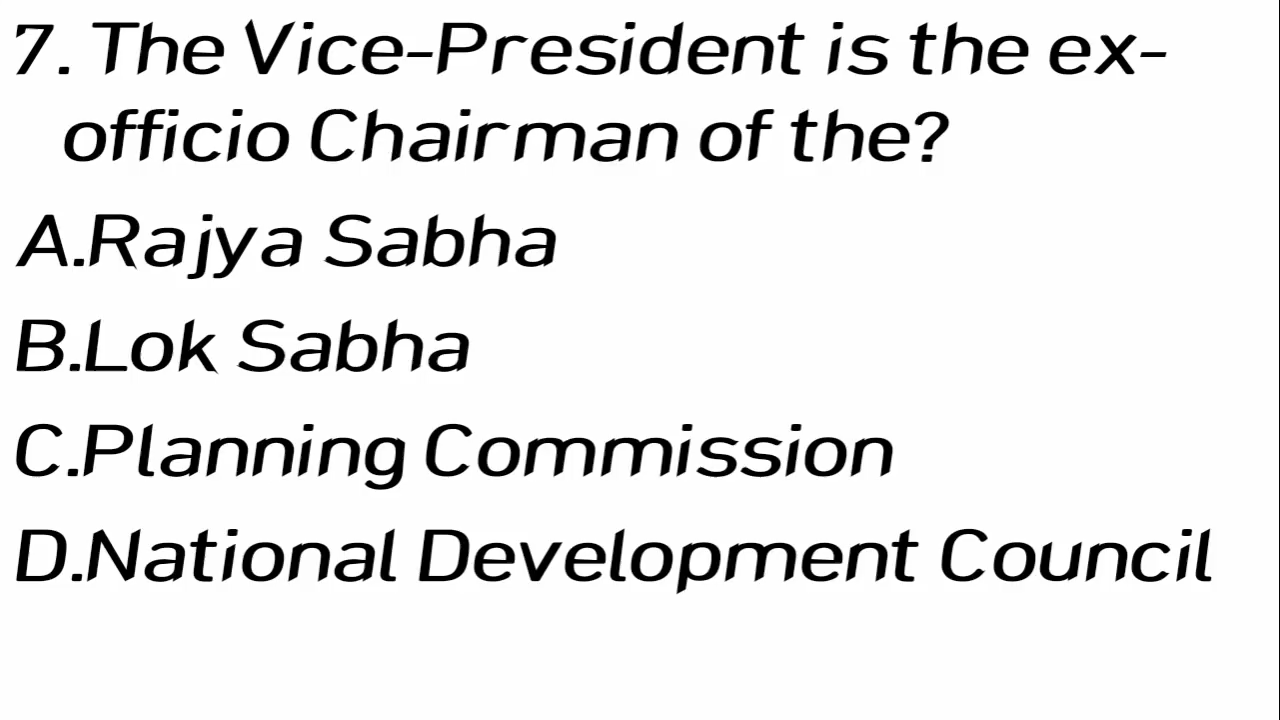 7. The Vice-President is the ex-
officio Chairman of the?
A.Rajya Sabha
B.Lok Sabha
C.Planning Commission
D.National Development Council